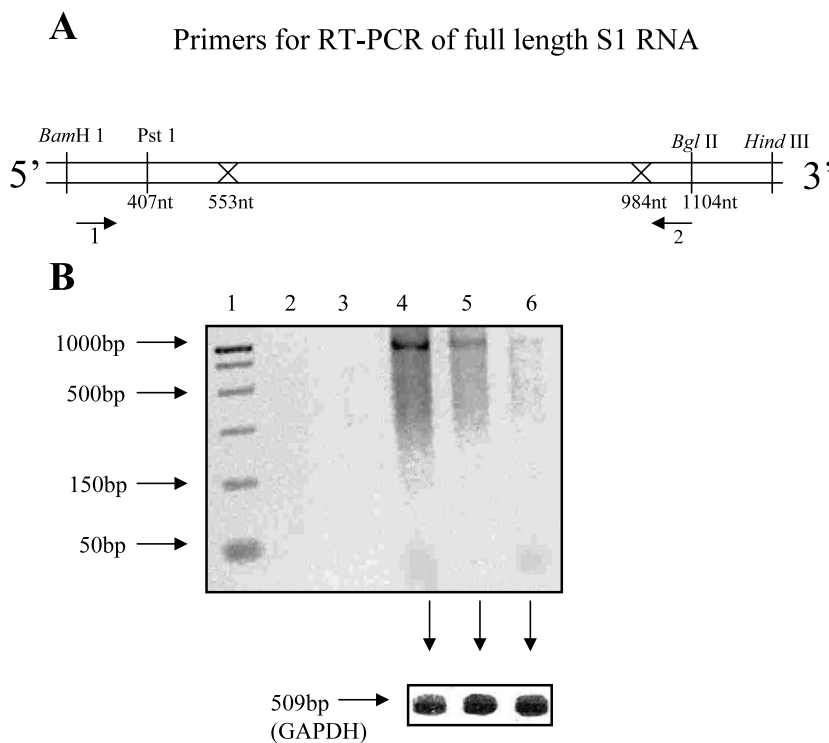 A
Primers for RT-PCR of full length S1 RNA
BamH 1 Pst 1 Bgl II Hind III
5’ 3’
407nt 553nt 984nt 1104nt
1 2
B
1 2 3 4 5 6
1000bp
500bp
150bp
50bp
509bp
(GAPDH)